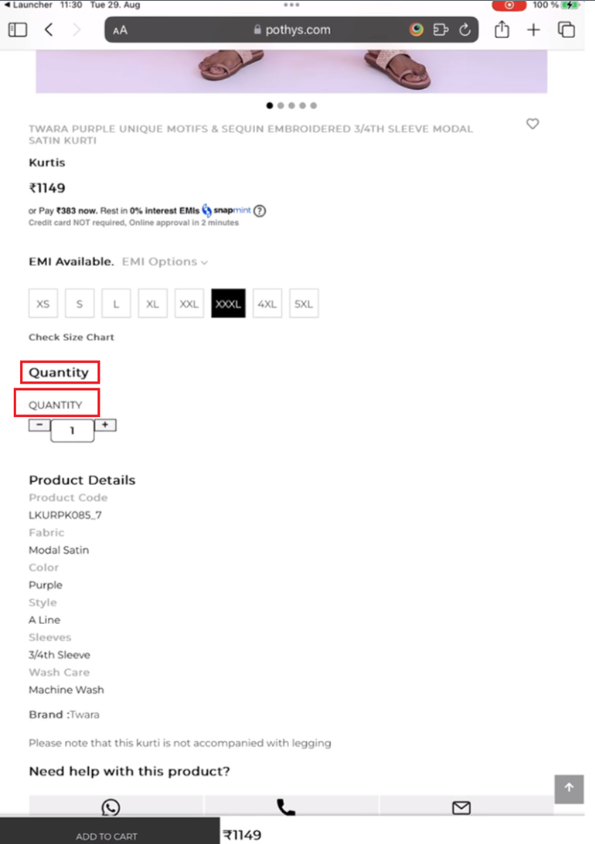 Launcher 11:30 Tue 29. Aug 100 %
AA pothys.com
TWARA PURPLE UNIQUE MOTIFS & SEQUIN EMBROIDERED 3/4TH SLEEVE MODAL
SATIN KURTI
Kurtis
₹1149
or Pay ₹383 now. Rest in 0% interest EMIs snapmint ?
Credit card NOT required, Online approval in 2 minutes
EMI Available. EMI Options
XS S L XL XXL XXXL 4XL 5XL
Check Size Chart
Quantity
QUANTITY
− 1 +
Product Details
Product Code
LKURPK085_7
Fabric
Modal Satin
Color
Purple
Style
A Line
Sleeves
3/4th Sleeve
Wash Care
Machine Wash
Brand :Twara
Please note that this kurti is not accompanied with legging
Need help with this product?
ADD TO CART ₹1149